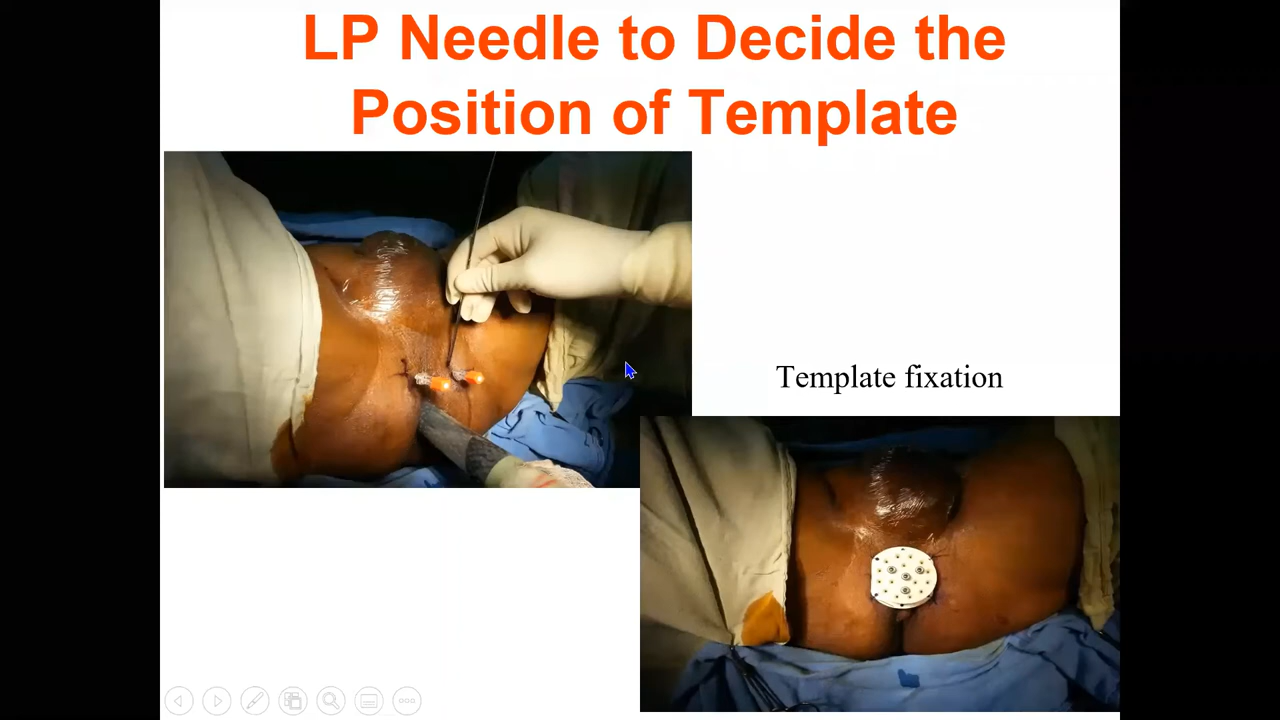 LP Needle to Decide the
Position of Template
Template fixation